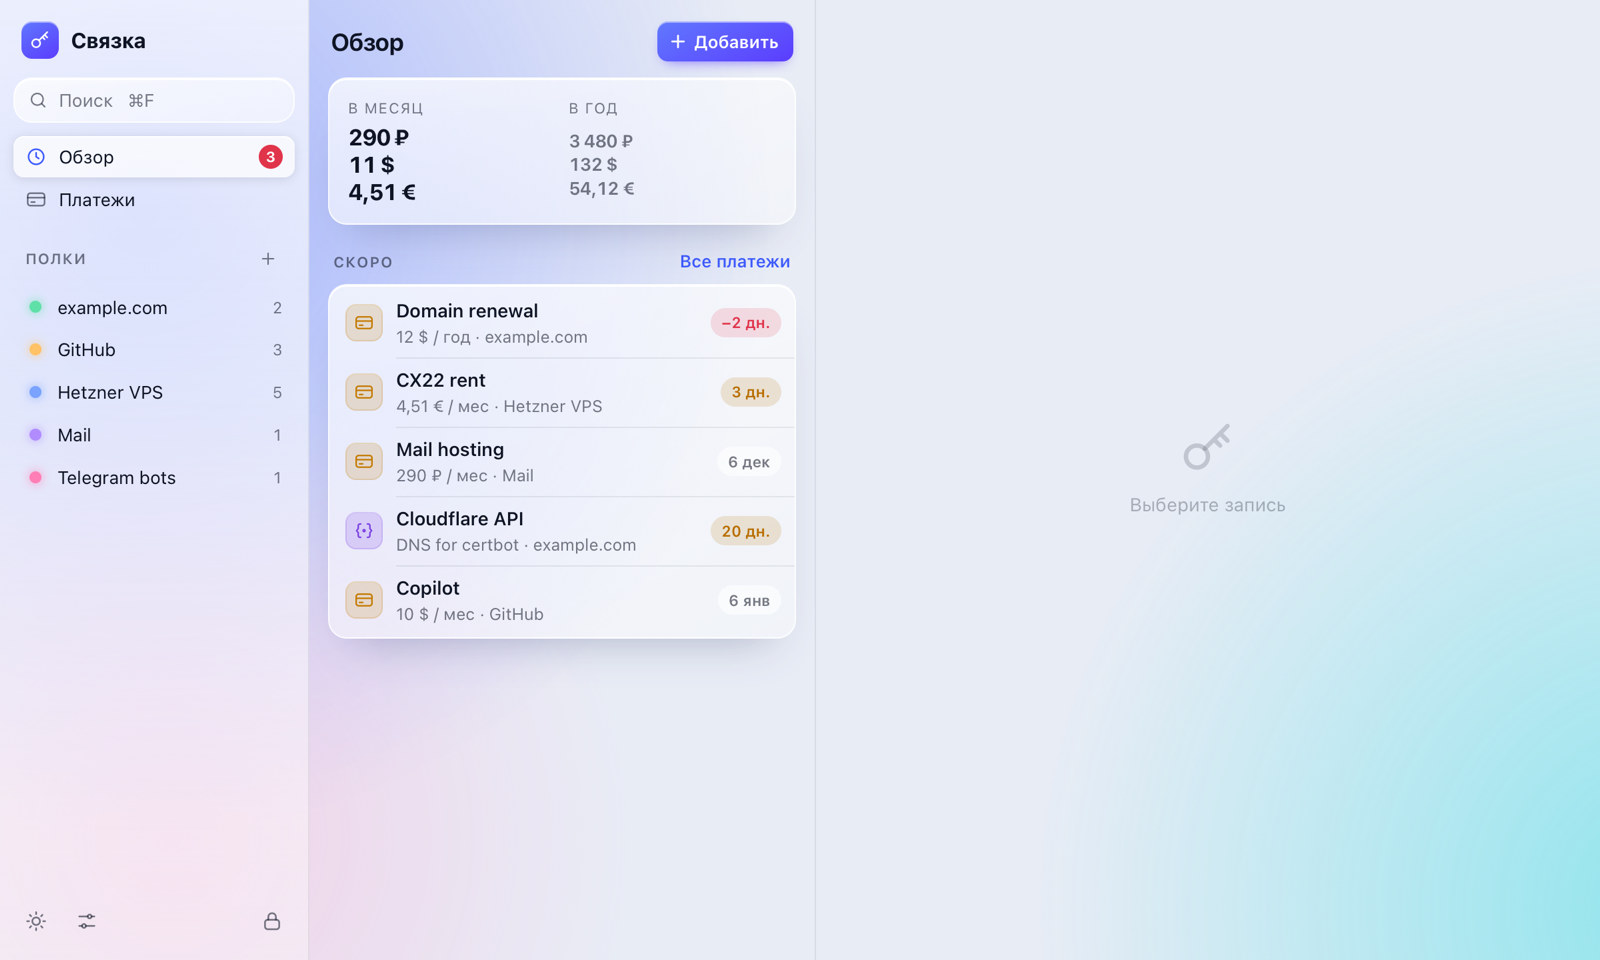 Связка
Поиск ⌘F
Обзор 3
Платежи
ПОЛКИ
example.com 2
GitHub 3
Hetzner VPS 5
Mail 1
Telegram bots 1
Обзор
+ Добавить
В МЕСЯЦ
290 ₽
11 $
4,51 €
В ГОД
3 480 ₽
132 $
54,12 €
СКОРО
Все платежи
Domain renewal
12 $ / год · example.com
−2 дн.
CX22 rent
4,51 € / мес · Hetzner VPS
3 дн.
Mail hosting
290 ₽ / мес · Mail
6 дек
Cloudflare API
DNS for certbot · example.com
20 дн.
Copilot
10 $ / мес · GitHub
6 янв
Выберите запись